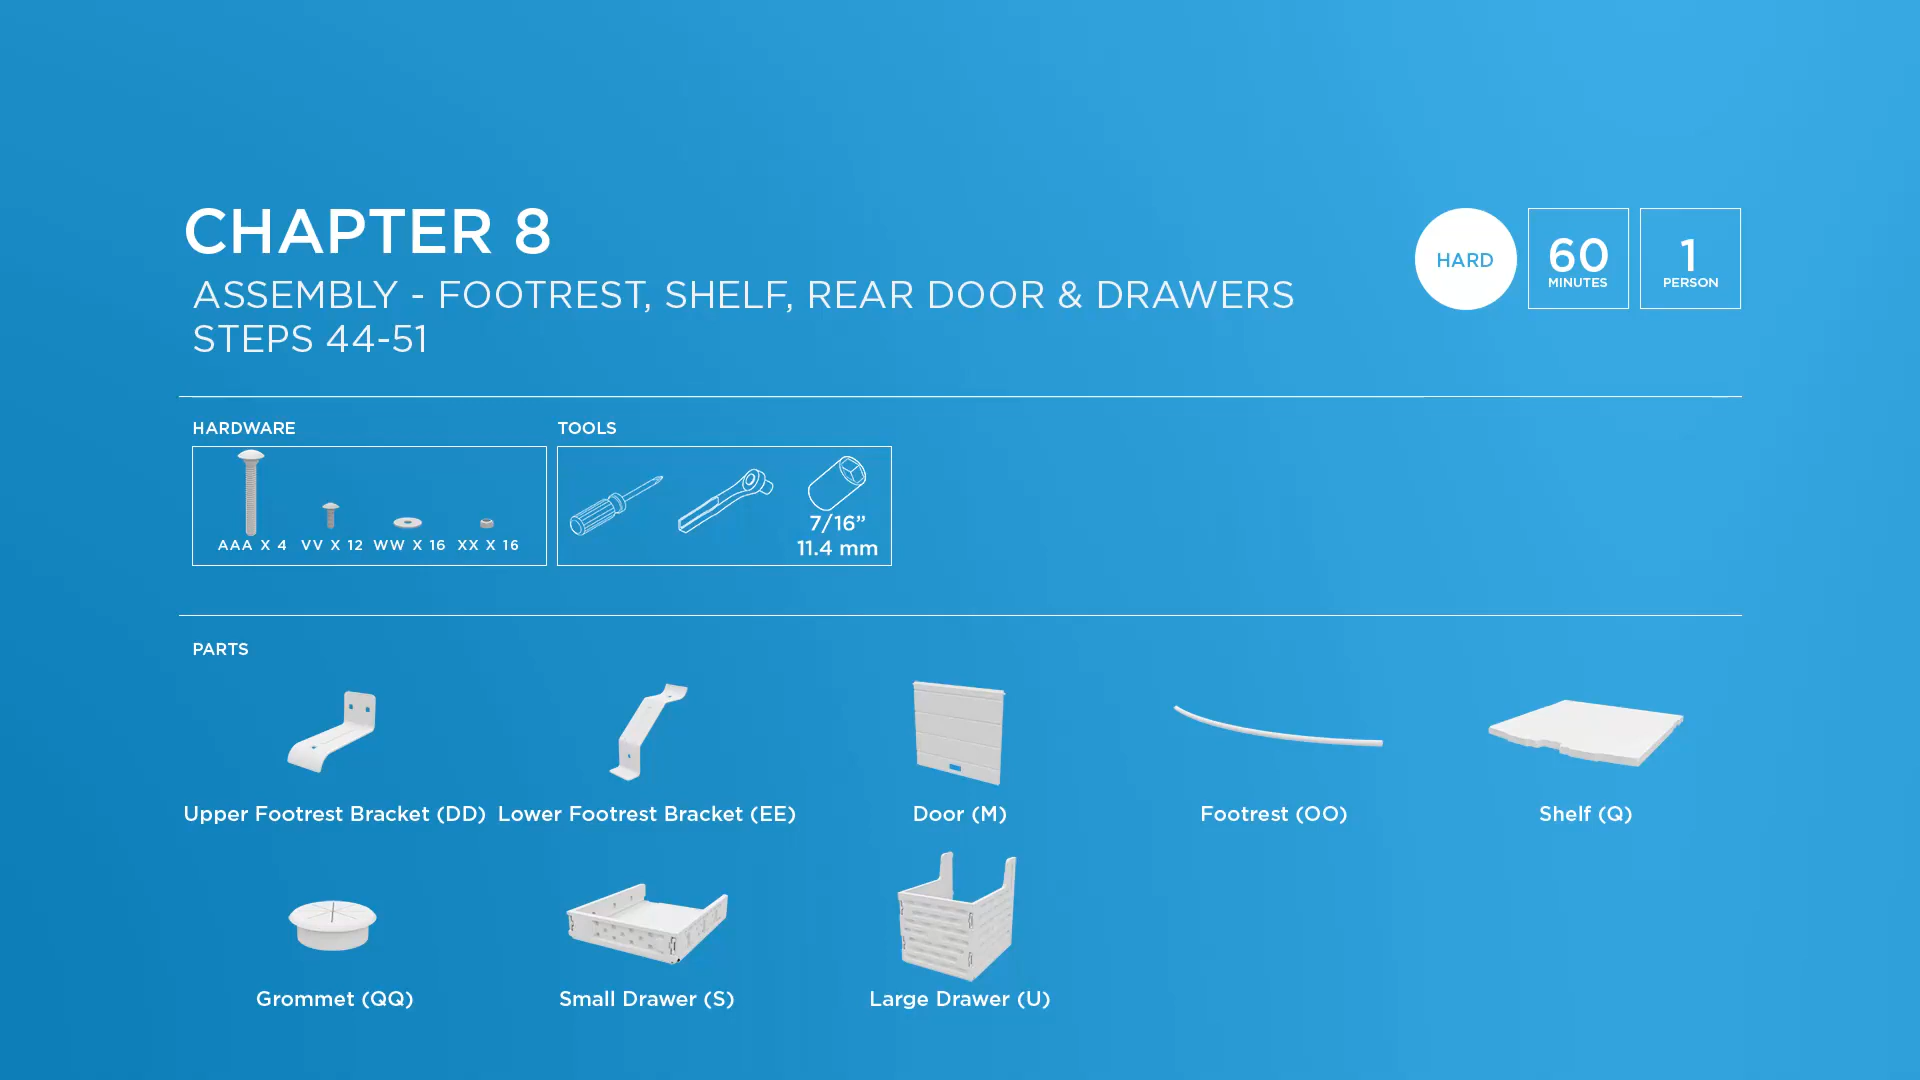 CHAPTER 8
ASSEMBLY - FOOTREST, SHELF, REAR DOOR & DRAWERS
STEPS 44-51
HARD
60
MINUTES
1
PERSON
HARDWARE
AAA X 4 VV X 12 WW X 16 XX X 16
TOOLS
7/16”
11.4 mm
PARTS
Upper Footrest Bracket (DD) Lower Footrest Bracket (EE) Door (M) Footrest (OO) Shelf (Q)
Grommet (QQ) Small Drawer (S) Large Drawer (U)